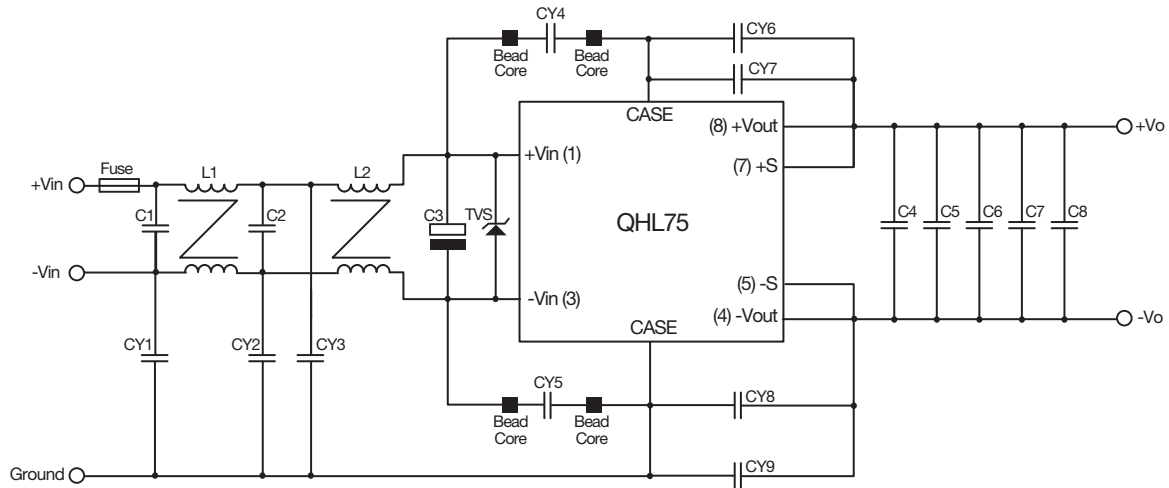 CY4
CY6
Bead
Core
Bead
Core
CY7
CASE
(8) +Vout
+Vo
+Vin (1)
(7) +S
Fuse
L1
L2
+Vin
C1
C2
C3
TVS
QHL75
C4
C5
C6
C7
C8
-Vin
(5) -S
-Vin (3)
(4) -Vout
-Vo
CASE
CY1
CY2
CY3
CY5
CY8
Bead
Core
Bead
Core
Ground
CY9